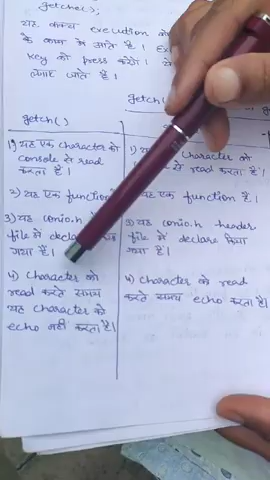 getche();
यह वाक्य execution को
के काम में आते है। Ex
key को press करेगा।
जाते है।
getch(
getch()
1) यह एक character को
console से read
करता है।
1) character को
से read करता है।
2) यह एक function
यह एक function है।
3) यह conio.h
file में declare
गया है।
3) यह conio.h header
file में declare किया
गया है।
4) character को
read करते समय
यह character को
echo नहीं करता है।
4) character को read
करते समय echo करता है।